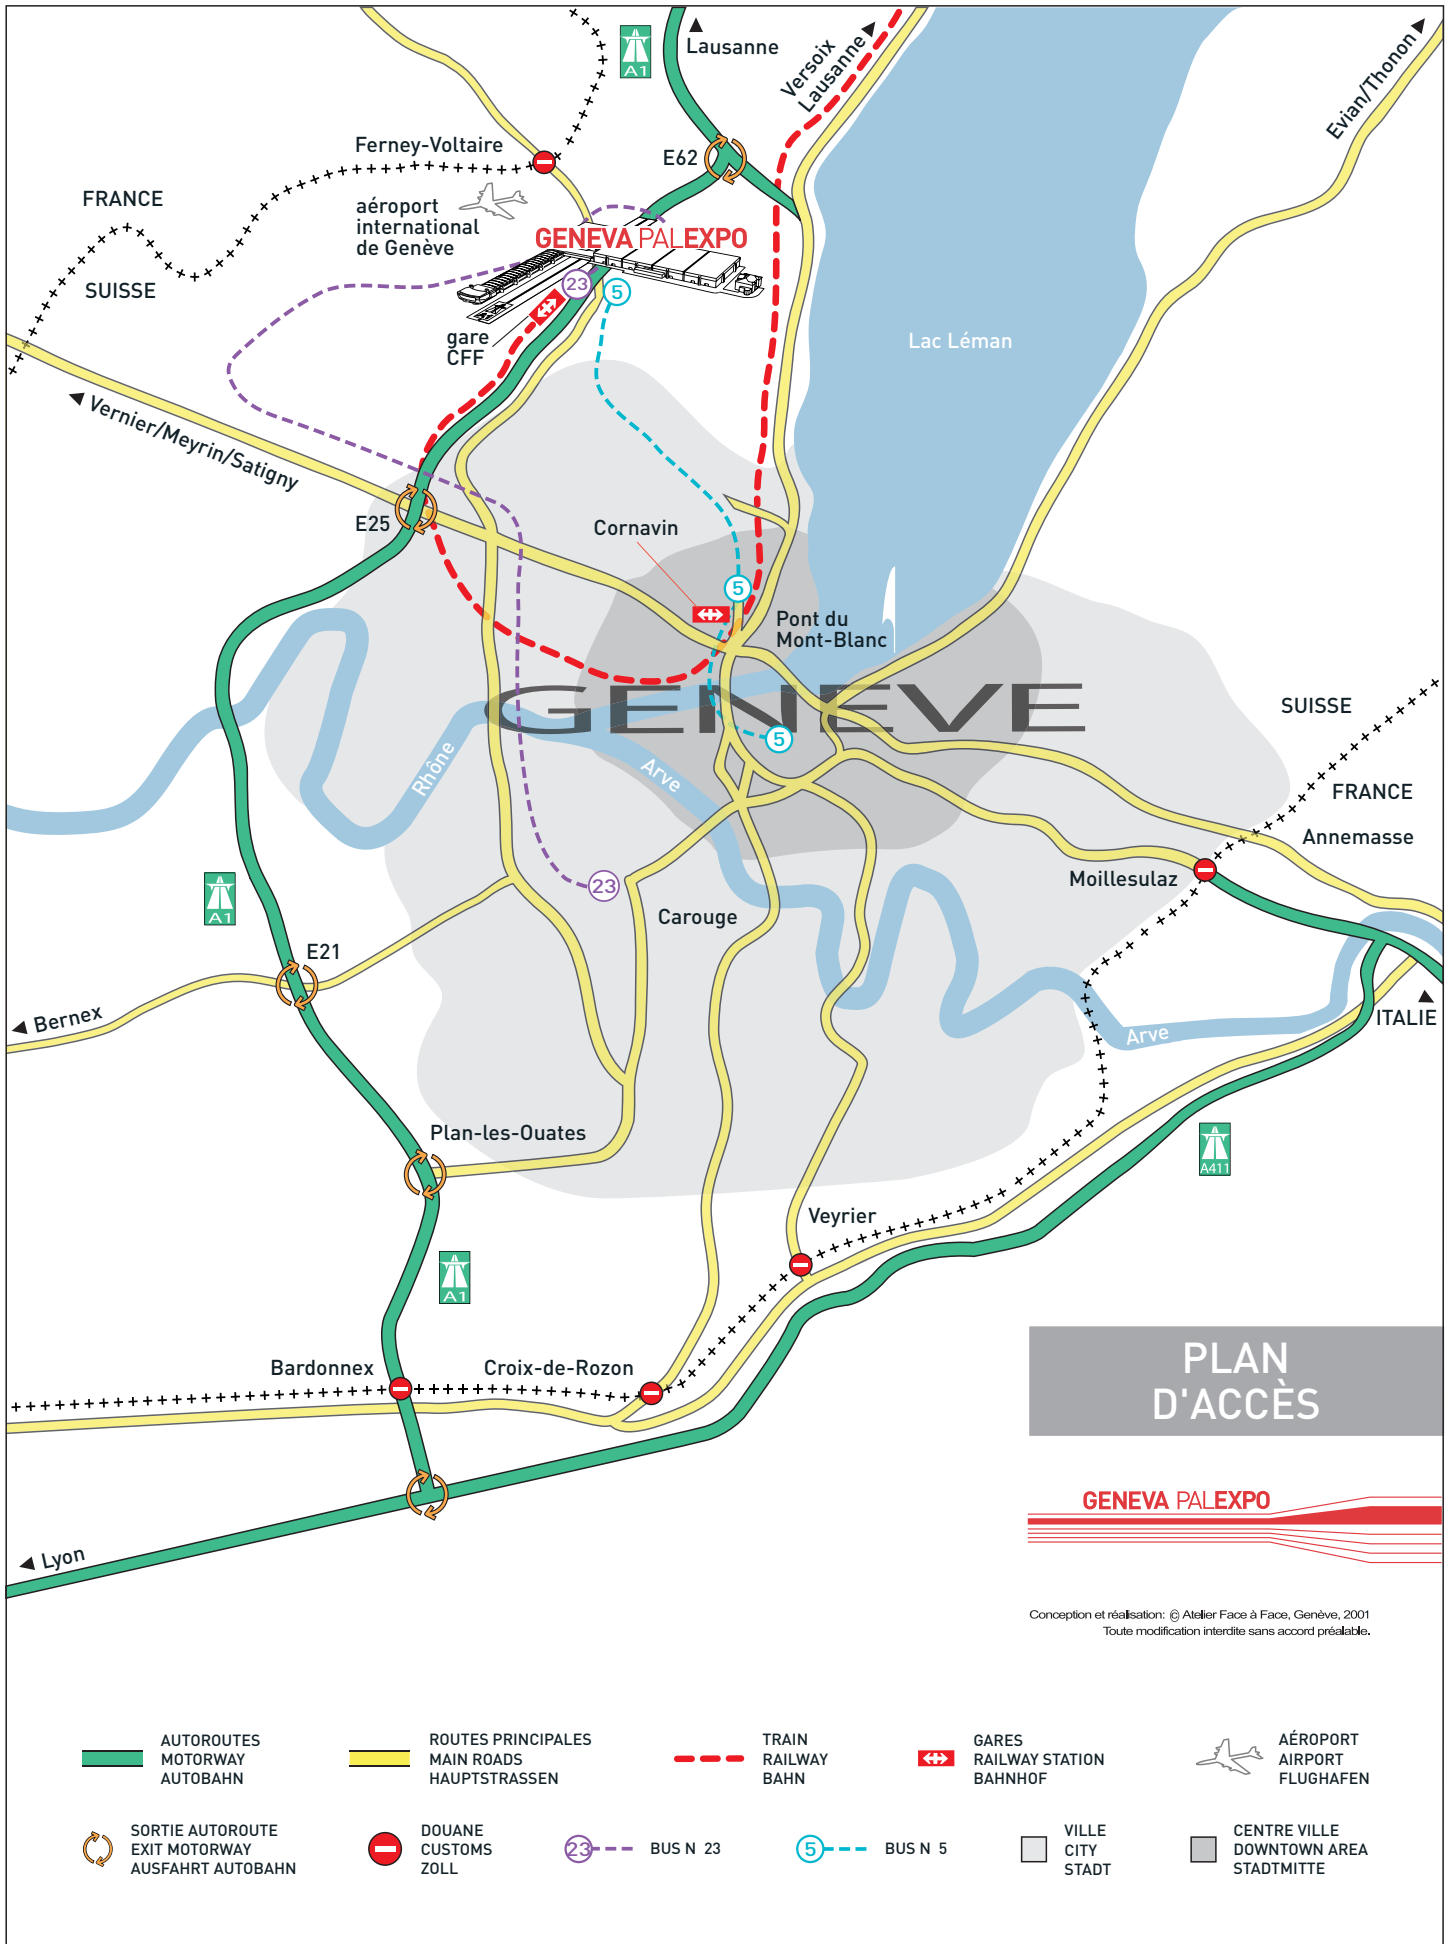 A1
Lausanne
Versoix
Lausanne
Evian/Thonon
Ferney-Voltaire
E62
FRANCE
SUISSE
aéroport
international
de Genève
GENEVA PALEXPO
23
5
gare
CFF
Lac Léman
Vernier/Meyrin/Satigny
E25
Cornavin
5
Pont du
Mont-Blanc
GENEVE
5
SUISSE
FRANCE
Rhône
Arve
Annemasse
Moillesulaz
23
A1
Carouge
E21
Bernex
ITALIE
Arve
Plan-les-Ouates
A411
Veyrier
A1
Bardonnex
Croix-de-Rozon
PLAN
D'ACCÈS
GENEVA PALEXPO
Lyon
Conception et réalisation: © Atelier Face à Face, Genève, 2001
Toute modification interdite sans accord préalable.
AUTOROUTES
MOTORWAY
AUTOBAHN
ROUTES PRINCIPALES
MAIN ROADS
HAUPTSTRASSEN
TRAIN
RAILWAY
BAHN
GARES
RAILWAY STATION
BAHNHOF
AÉROPORT
AIRPORT
FLUGHAFEN
SORTIE AUTOROUTE
EXIT MOTORWAY
AUSFAHRT AUTOBAHN
DOUANE
CUSTOMS
ZOLL
23
BUS N 23
5
BUS N 5
VILLE
CITY
STADT
CENTRE VILLE
DOWNTOWN AREA
STADTMITTE